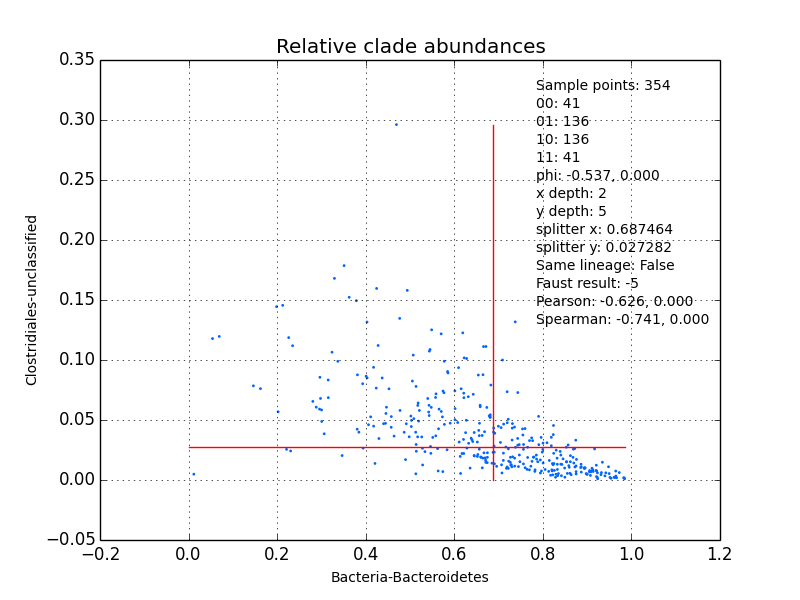 Relative clade abundances
0.35
0.30
0.25
0.20
0.15
0.10
0.05
0.00
−0.05
Clostridiales-unclassified
Sample points: 354
00: 41
01: 136
10: 136
11: 41
phi: -0.537, 0.000
x depth: 2
y depth: 5
splitter x: 0.687464
splitter y: 0.027282
Same lineage: False
Faust result: -5
Pearson: -0.626, 0.000
Spearman: -0.741, 0.000
−0.2 0.0 0.2 0.4 0.6 0.8 1.0 1.2
Bacteria-Bacteroidetes